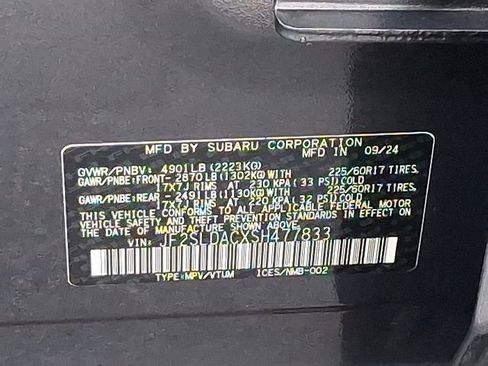 MFD BY SUBARU CORPORATION 09/24
GVWR/PNBV: 4901LB (2223KG)
GAWR/PNBE: FRONT- 2870LB (1302KG) WITH 225/60R17 TIRES.
17X7J RIMS AT 230 KPA (33 PSI) COLD
GAWR/PNBE: REAR - 2491LB (1130KG) WITH 225/60R17 TIRES.
17X7J RIMS AT 220 KPA (32 PSI) COLD
THIS VEHICLE CONFORMS TO ALL APPLICABLE FEDERAL MOTOR
VEHICLE SAFETY AND THEFT PREVENTION STANDARDS IN EFFECT
ON THE DATE OF MANUFACTURE SHOWN ABOVE.
VIN: JF2SLDACXSH477833
TYPE:MPV/VTUM ICES/NMB-002